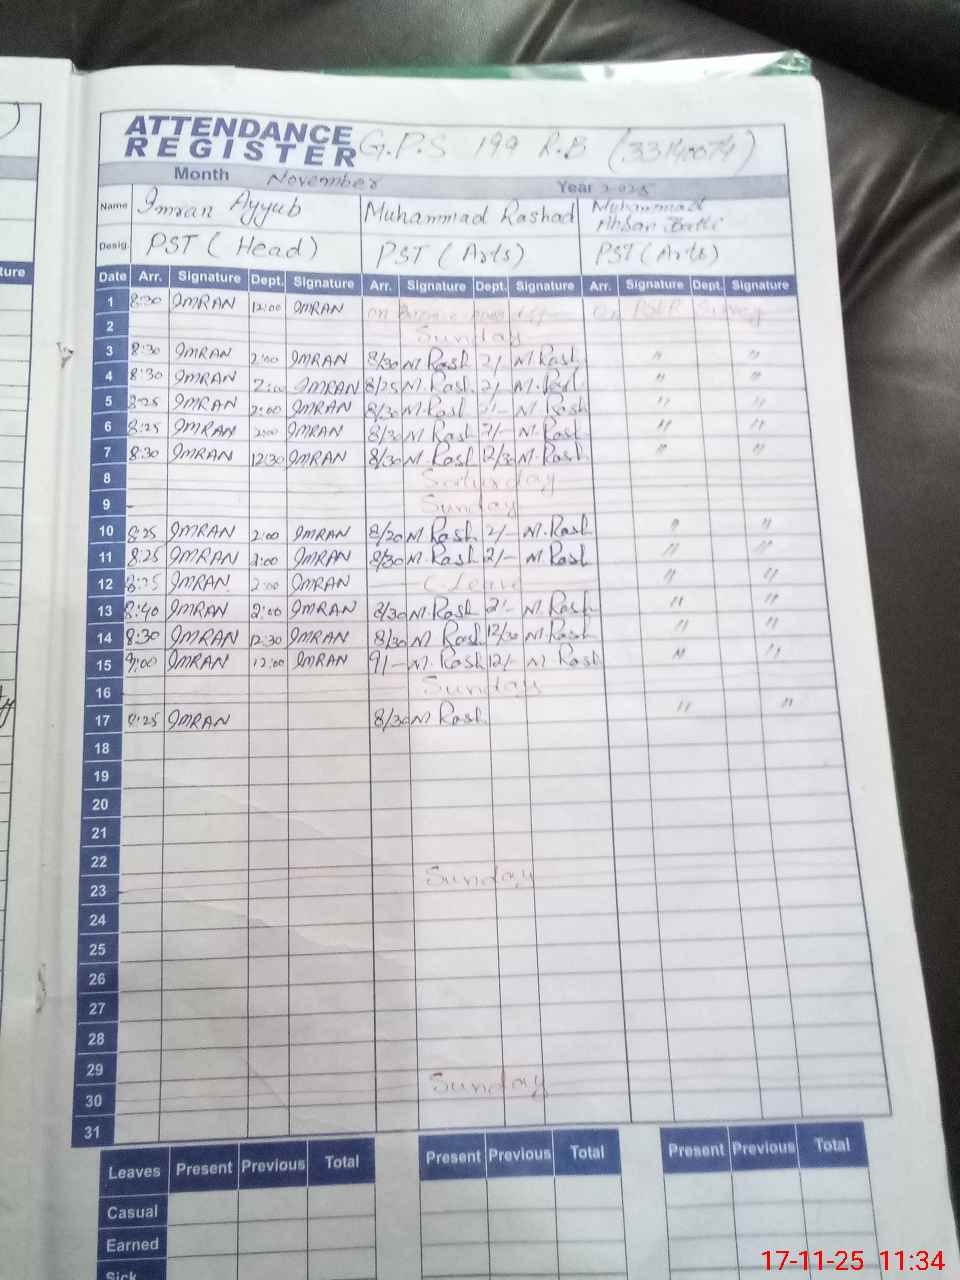 ATTENDANCE
REGISTER G.P.S 199 R.B (33140074)
Month November Year 2025
Name Imran Ayyub Muhammad Rashad Muhammad Ahsan
Desig. PST (Head) PST (Arts) PST (Arts)
Date Arr. Signature Dept. Signature Arr. Signature Dept. Signature Arr. Signature Dept. Signature
1 8:30 IMRAN 12:00 IMRAN on on PSER Survey
2 Sunday
3 8:30 IMRAN 2:00 IMRAN 8/30 M.Rash 2/- M.Rash " "
4 8:30 IMRAN 2:00 IMRAN 8/25 M.Rash 2/- " "
5 8:25 IMRAN 2:00 IMRAN 8/30 M.Rash 2/- M.Rash " "
6 8:25 IMRAN 2:00 IMRAN 8/30 M.Rash 2/- M.Rash " "
7 8:30 IMRAN 12:30 IMRAN 8/30 M.Rash 12/30 M.Rash " "
8 Saturday
9 Sunday
10 8:25 IMRAN 2:00 IMRAN 8/20 M.Rash 2/- M.Rash " "
11 8:25 IMRAN 2:00 IMRAN 8/30 M.Rash 2/- M.Rash " "
12 8:25 IMRAN 2:00 IMRAN C Leave " "
13 8:40 IMRAN 2:00 IMRAN 8/30 M.Rash 2/- M.Rash " "
14 8:30 IMRAN 12:30 IMRAN 8/30 M.Rash 12/30 M.Rash " "
15 9:00 IMRAN 12:00 IMRAN 9/- M.Rash 12/- M.Rash " "
16 Sunday
17 8:25 IMRAN 8/30 M.Rash " "
18
19
20
21
22
23 Sunday
24
25
26
27
28
29
30 Sunday
31
Leaves Present Previous Total Present Previous Total Present Previous Total
Casual
Earned
Sick
17-11-25 11:34